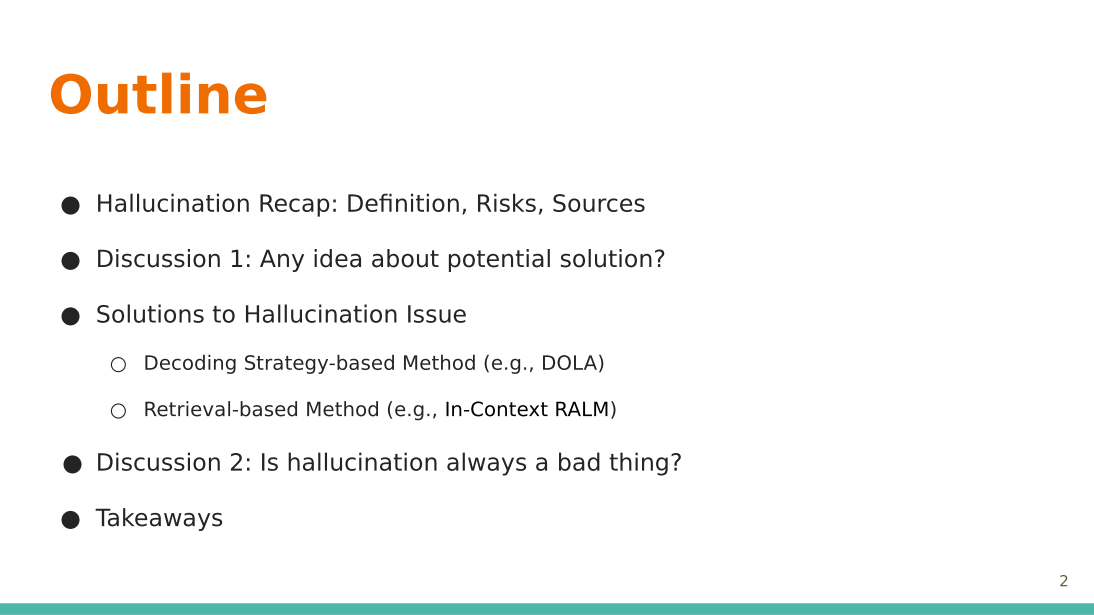 Outline
● Hallucination Recap: Definition, Risks, Sources
● Discussion 1: Any idea about potential solution?
● Solutions to Hallucination Issue
○ Decoding Strategy-based Method (e.g., DOLA)
○ Retrieval-based Method (e.g., In-Context RALM)
● Discussion 2: Is hallucination always a bad thing?
● Takeaways
2